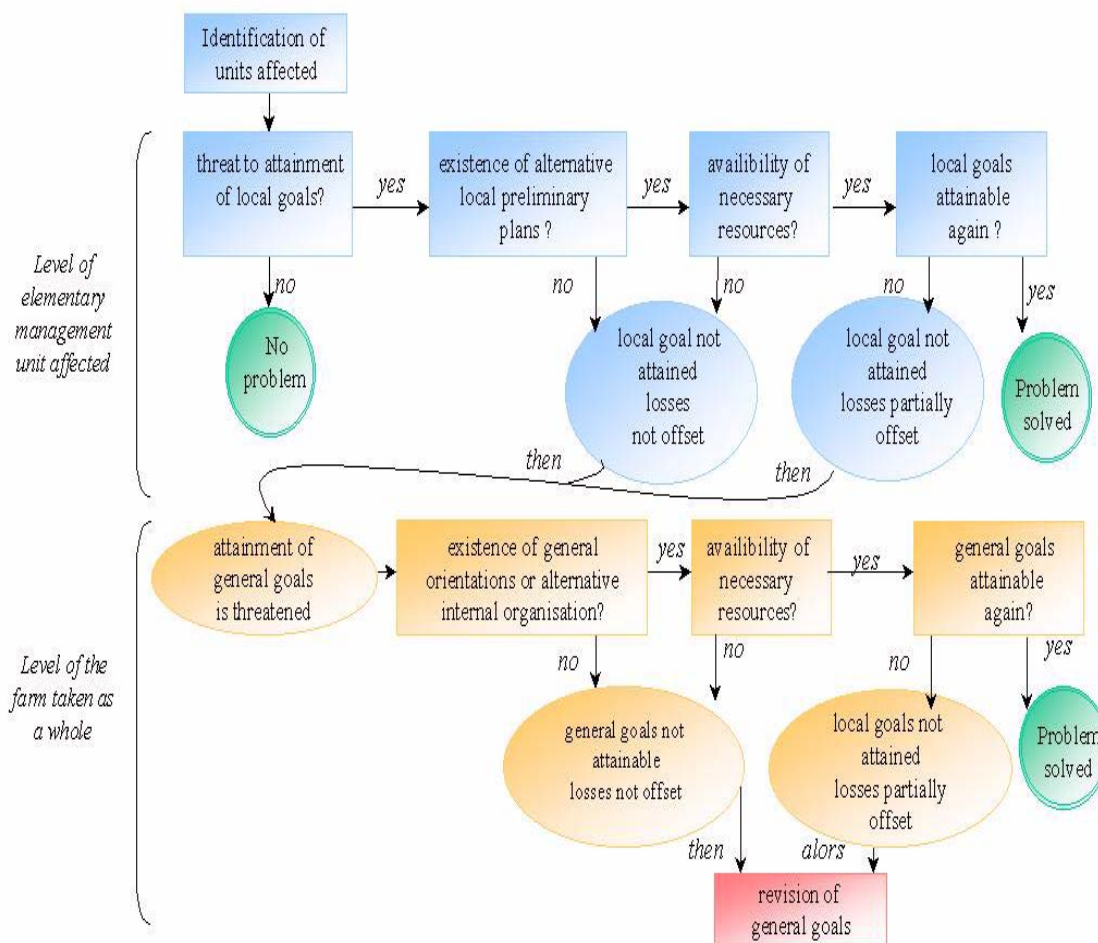 Identification of
units affected
threat to attainment
of local goals?
yes
existence of alternative
local preliminary
plans ?
yes
availibility of
necessary
resources?
yes
local goals
attainable
again ?
Level of
elementary
management
unit affected
no
no
no
no
yes
No
problem
local goal not
attained
losses
not offset
local goal not
attained
losses partially
offset
Problem
solved
then
then
attainment of
general goals
is threatened
existence of general
orientations or alternative
internal organisation?
yes
availibility of
necessary
resources?
yes
general goals
attainable
again?
Level of the
farm taken as
a whole
no
no
no
yes
general goals not
attainable
losses not offset
local goals not
attained
losses partially
offset
Problem
solved
then
alors
revision of
general goals